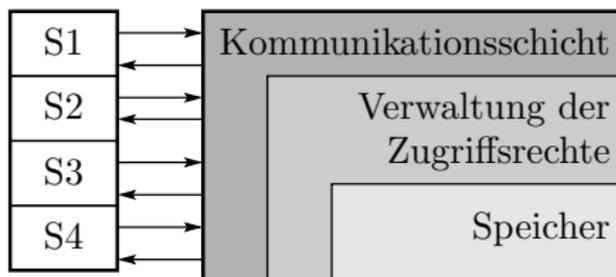 S1
S2
S3
S4
Kommunikationsschicht
Verwaltung der
Zugriffsrechte
Speicher